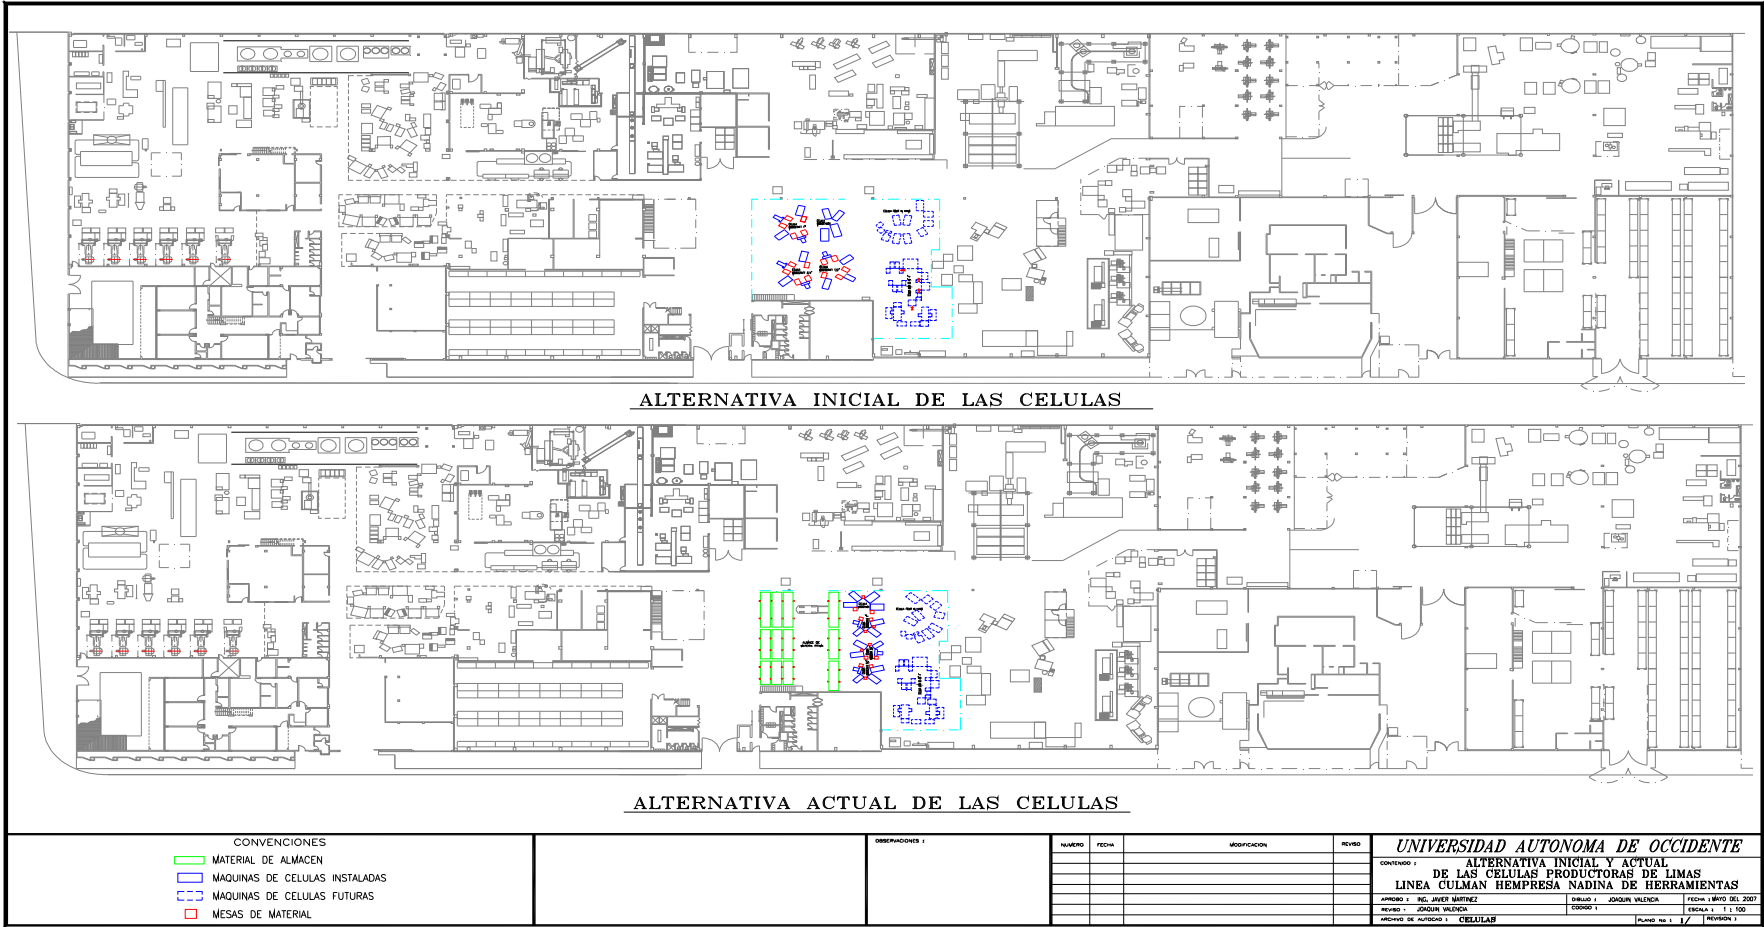 ALTERNATIVA INICIAL DE LAS CELULAS
ALTERNATIVA ACTUAL DE LAS CELULAS
CONVENCIONES
MATERIAL DE ALMACEN
MAQUINAS DE CELULAS INSTALADAS
MAQUINAS DE CELULAS FUTURAS
MESAS DE MATERIAL
OBSERVACIONES :
NUMERO FECHA MODIFICACION REVISO
UNIVERSIDAD AUTONOMA DE OCCIDENTE
CONTENIDO : ALTERNATIVA INICIAL Y ACTUAL
DE LAS CELULAS PRODUCTORAS DE LIMAS
LINEA CULMAN HEMPRESA NADINA DE HERRAMIENTAS
APROBO : ING. JAVIER MARTINEZ DIBUJO : JOAQUIN VALENCIA FECHA : MAYO DEL 2007
REVISO - JOAQUIN VALENCIA CODIGO : ESCALA : 1 : 100
ARCHIVO DE AUTOCAD : CELULAS PLANO No : 1/ REVISION :